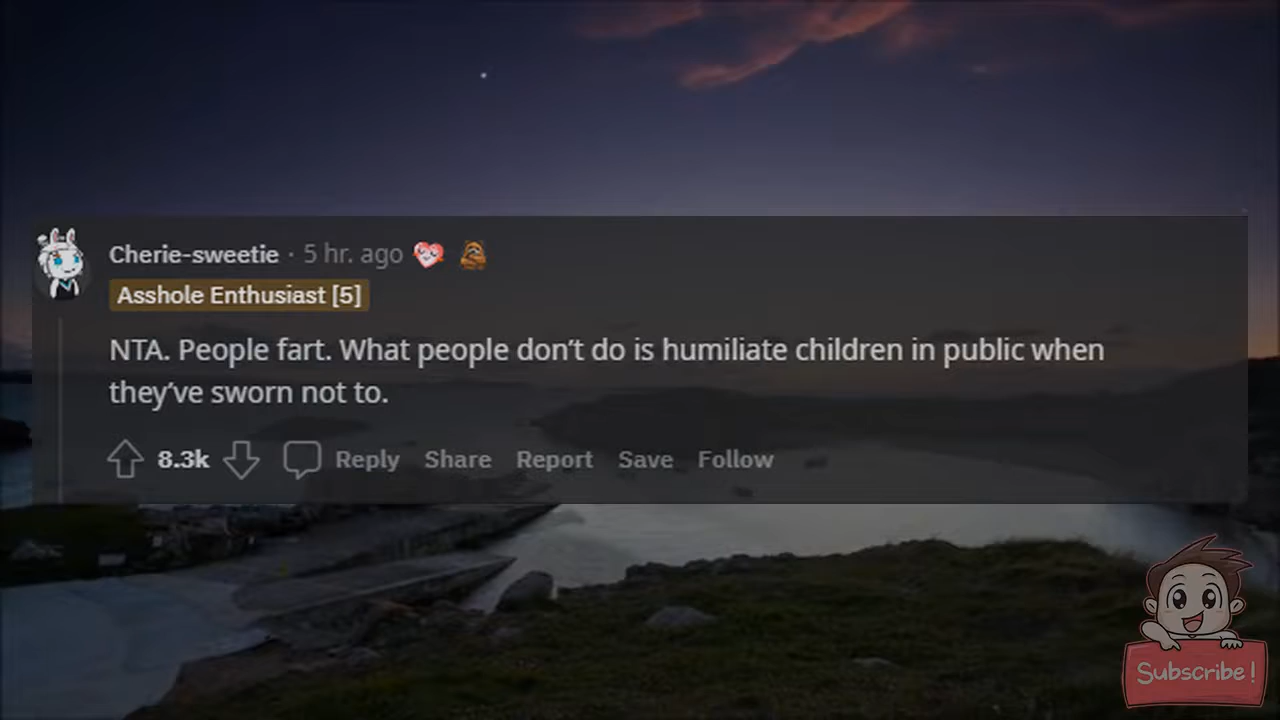 Cherie-sweetie · 5 hr. ago
Asshole Enthusiast [5]
NTA. People fart. What people don't do is humiliate children in public when
they've sworn not to.
8.3k Reply Share Report Save Follow
Subscribe!